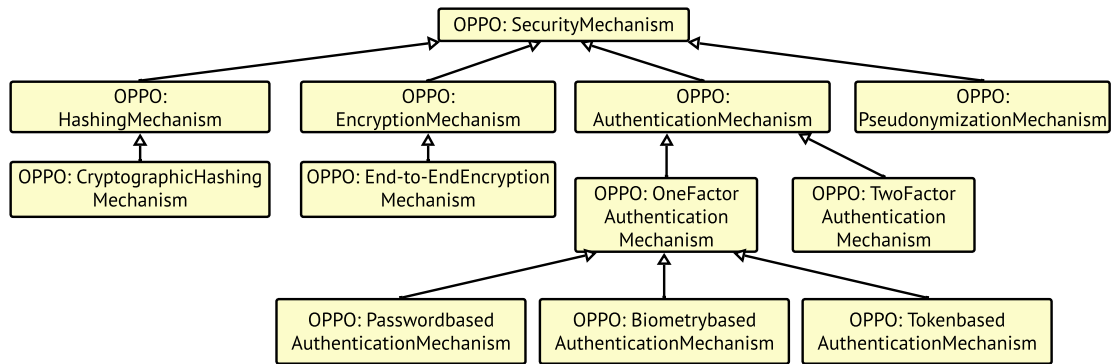 OPPO: SecurityMechanism
OPPO:
HashingMechanism
OPPO:
EncryptionMechanism
OPPO:
AuthenticationMechanism
OPPO:
PseudonymizationMechanism
OPPO: CryptographicHashing
Mechanism
OPPO: End-to-EndEncryption
Mechanism
OPPO: OneFactor
Authentication
Mechanism
OPPO: TwoFactor
Authentication
Mechanism
OPPO: Passwordbased
AuthenticationMechanism
OPPO: Biometrybased
AuthenticationMechanism
OPPO: Tokenbased
AuthenticationMechanism